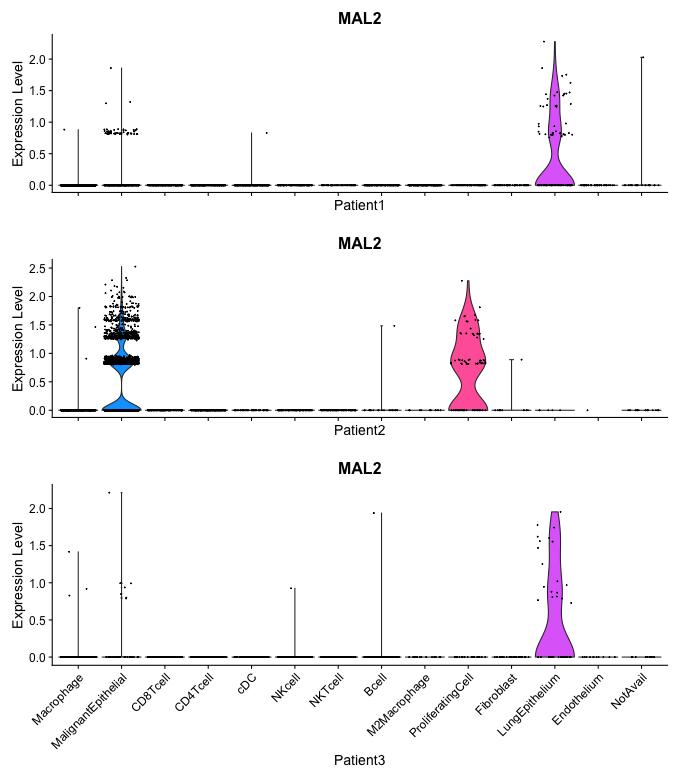 MAL2
Expression Level
2.0
1.5
1.0
0.5
0.0
Patient1
MAL2
Expression Level
2.5
2.0
1.5
1.0
0.5
0.0
Patient2
MAL2
Expression Level
2.0
1.5
1.0
0.5
0.0
Macrophage
MalignantEpithelial
CD8Tcell
CD4Tcell
cDC
NKcell
NKTcell
Bcell
M2Macrophage
ProliferatingCell
Fibroblast
LungEpithelium
Endothelium
NotAvail
Patient3